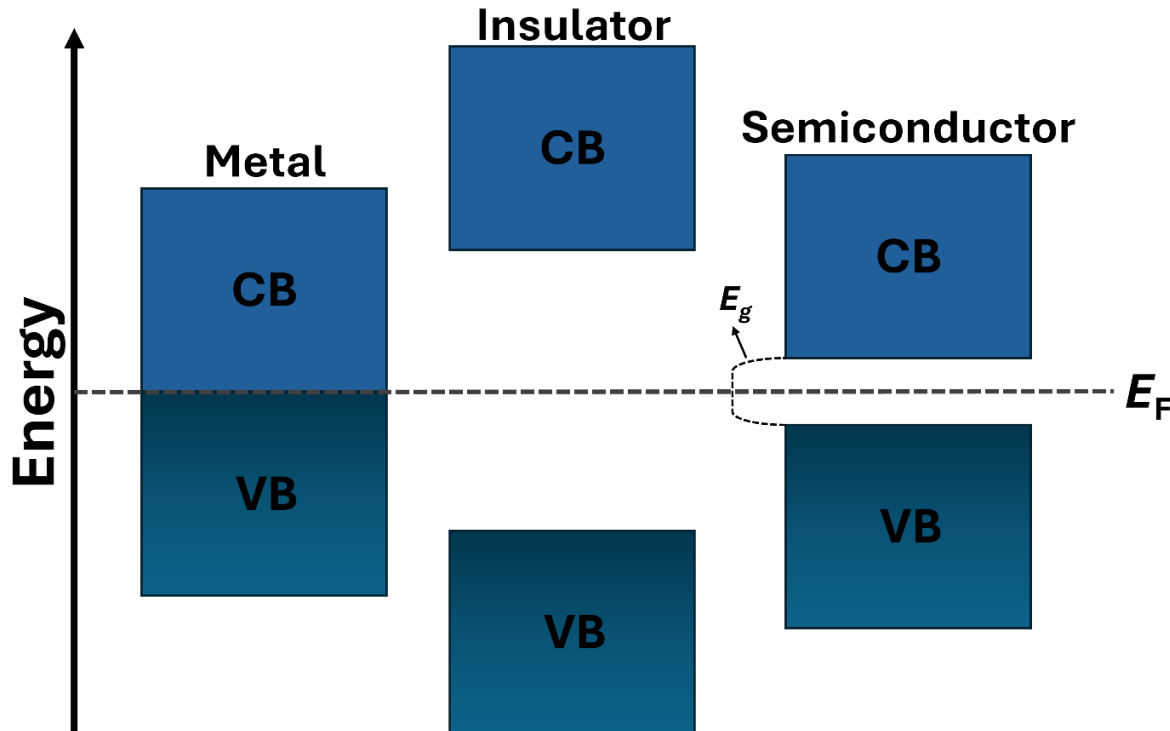 Insulator
Semiconductor
Metal
CB
CB
CB
E_g
E_F
Energy
VB
VB
VB